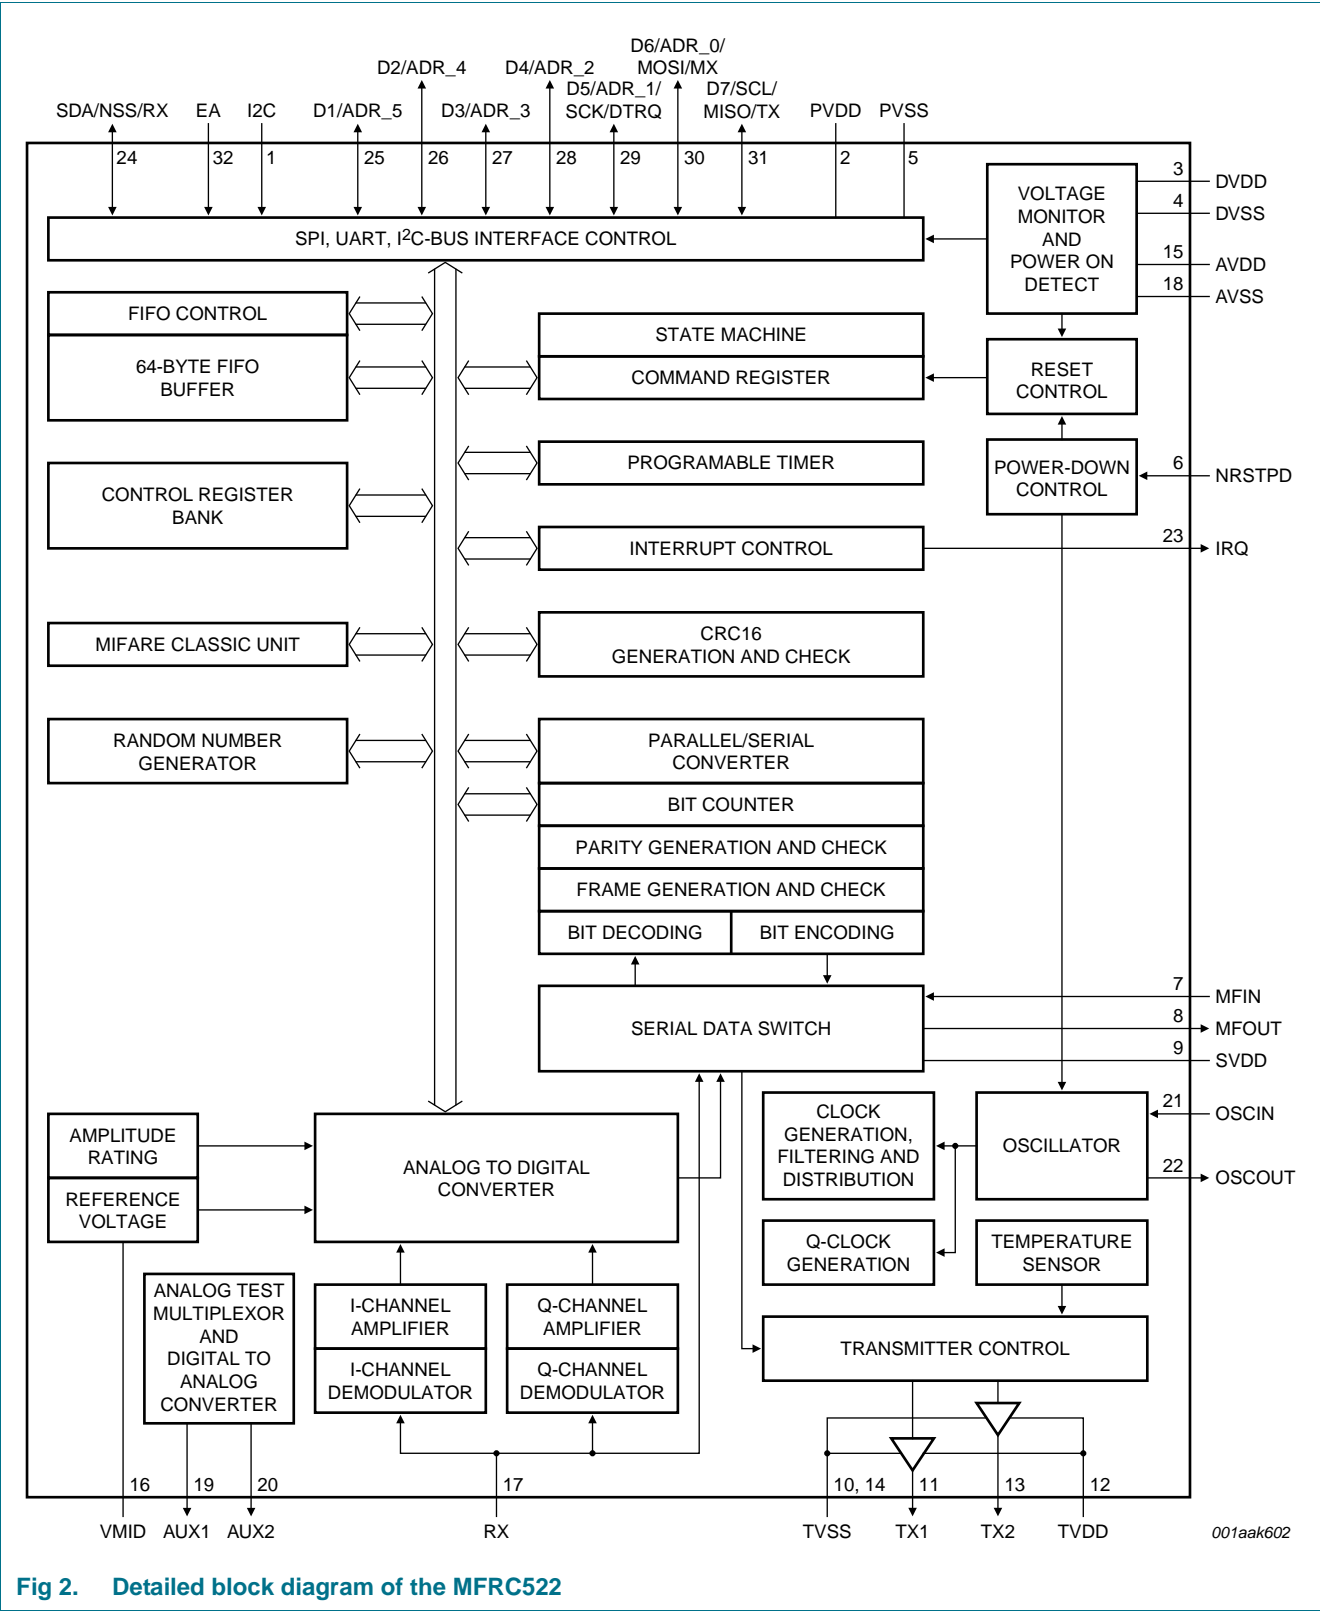 D6/ADR_0/
MOSI/MX
D2/ADR_4
D4/ADR_2
D5/ADR_1/
SCK/DTRQ
D7/SCL/
MISO/TX
SDA/NSS/RX
EA
I2C
D1/ADR_5
D3/ADR_3
PVDD
PVSS
24
32
1
25
26
27
28
29
30
31
2
5
3
DVDD
4
DVSS
15
AVDD
18
AVSS
VOLTAGE
MONITOR
AND
POWER ON
DETECT
SPI, UART, I2C-BUS INTERFACE CONTROL
FIFO CONTROL
64-BYTE FIFO
BUFFER
STATE MACHINE
COMMAND REGISTER
RESET
CONTROL
PROGRAMABLE TIMER
POWER-DOWN
CONTROL
6
NRSTPD
CONTROL REGISTER
BANK
INTERRUPT CONTROL
23
IRQ
MIFARE CLASSIC UNIT
CRC16
GENERATION AND CHECK
RANDOM NUMBER
GENERATOR
PARALLEL/SERIAL
CONVERTER
BIT COUNTER
PARITY GENERATION AND CHECK
FRAME GENERATION AND CHECK
BIT DECODING
BIT ENCODING
SERIAL DATA SWITCH
7
MFIN
8
MFOUT
9
SVDD
AMPLITUDE
RATING
REFERENCE
VOLTAGE
ANALOG TO DIGITAL
CONVERTER
CLOCK
GENERATION,
FILTERING AND
DISTRIBUTION
OSCILLATOR
21
OSCIN
22
OSCOUT
Q-CLOCK
GENERATION
TEMPERATURE
SENSOR
ANALOG TEST
MULTIPLEXOR
AND
DIGITAL TO
ANALOG
CONVERTER
I-CHANNEL
AMPLIFIER
I-CHANNEL
DEMODULATOR
Q-CHANNEL
AMPLIFIER
Q-CHANNEL
DEMODULATOR
TRANSMITTER CONTROL
16
19
20
17
10, 14
11
13
12
VMID
AUX1
AUX2
RX
TVSS
TX1
TX2
TVDD
001aak602
Fig 2. Detailed block diagram of the MFRC522